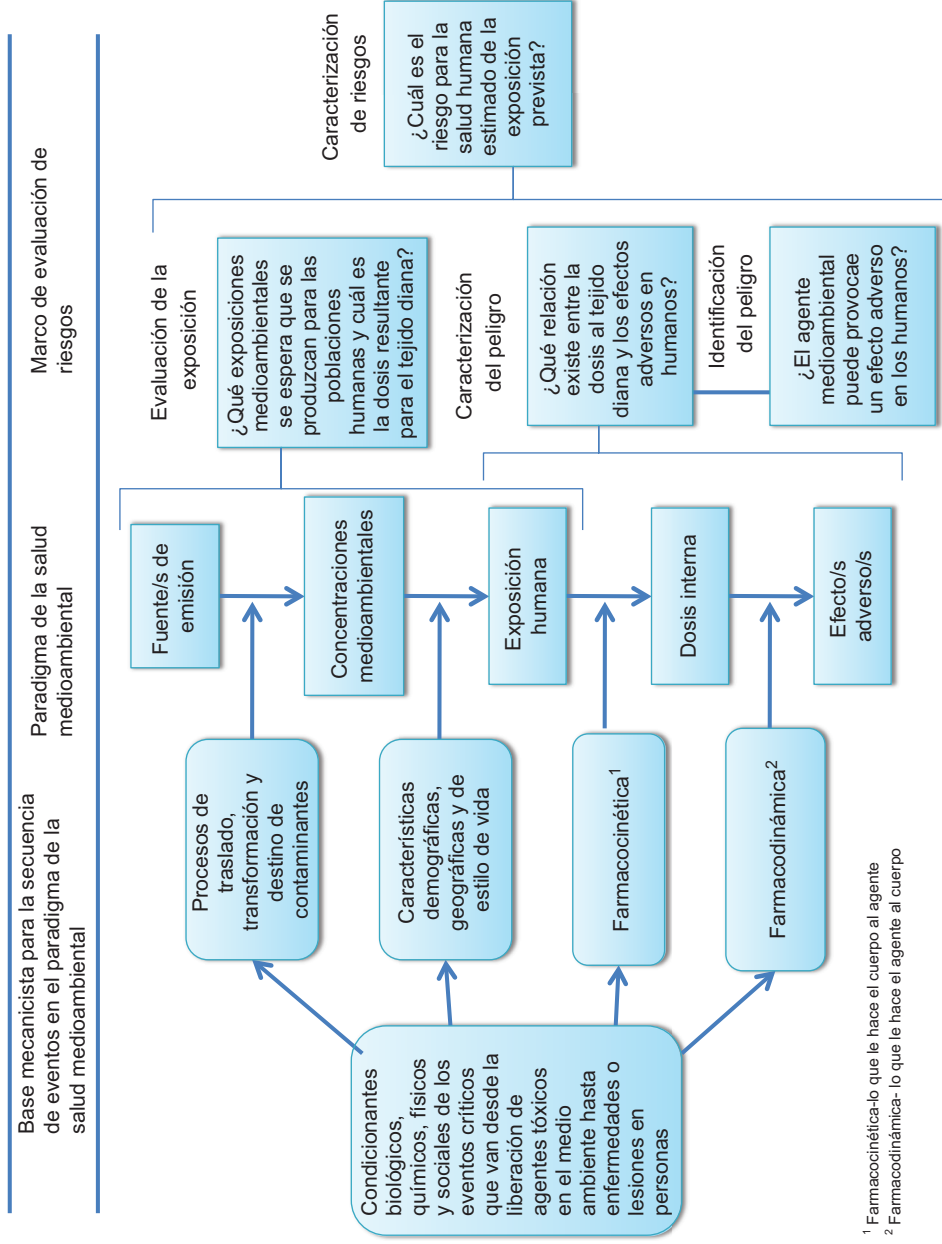 Base mecanicista para la secuencia
de eventos en el paradigma de la
salud medioambiental
Paradigma de la salud
medioambiental
Marco de evaluación de
riesgos
Condicionantes
biológicos,
químicos, físicos
y sociales de los
eventos críticos
que van desde la
liberación de
agentes tóxicos
en el medio
ambiente hasta
enfermedades o
lesiones en
personas
Procesos de
traslado,
transformación y
destino de
contaminantes
Características
demográficas,
geográficas y de
estilo de vida
Farmacocinética1
Farmacodinámica2
Fuente/s de
emisión
Concentraciones
medioambientales
Exposición
humana
Dosis interna
Efecto/s
adverso/s
Evaluación de la
exposición
¿Qué exposiciones
medioambientales
se espera que se
produzcan para las
poblaciones
humanas y cuál es
la dosis resultante
para el tejido diana?
Caracterización
del peligro
¿Qué relación
existe entre la
dosis al tejido
diana y los efectos
adversos en
humanos?
Identificación
del peligro
¿El agente
medioambiental
puede provocae
un efecto adverso
en los humanos?
Caracterización
de riesgos
¿Cuál es el
riesgo para la
salud humana
estimado de la
exposición
prevista?
1 Farmacocinética-lo que le hace el cuerpo al agente
2 Farmacodinámica- lo que le hace el agente al cuerpo